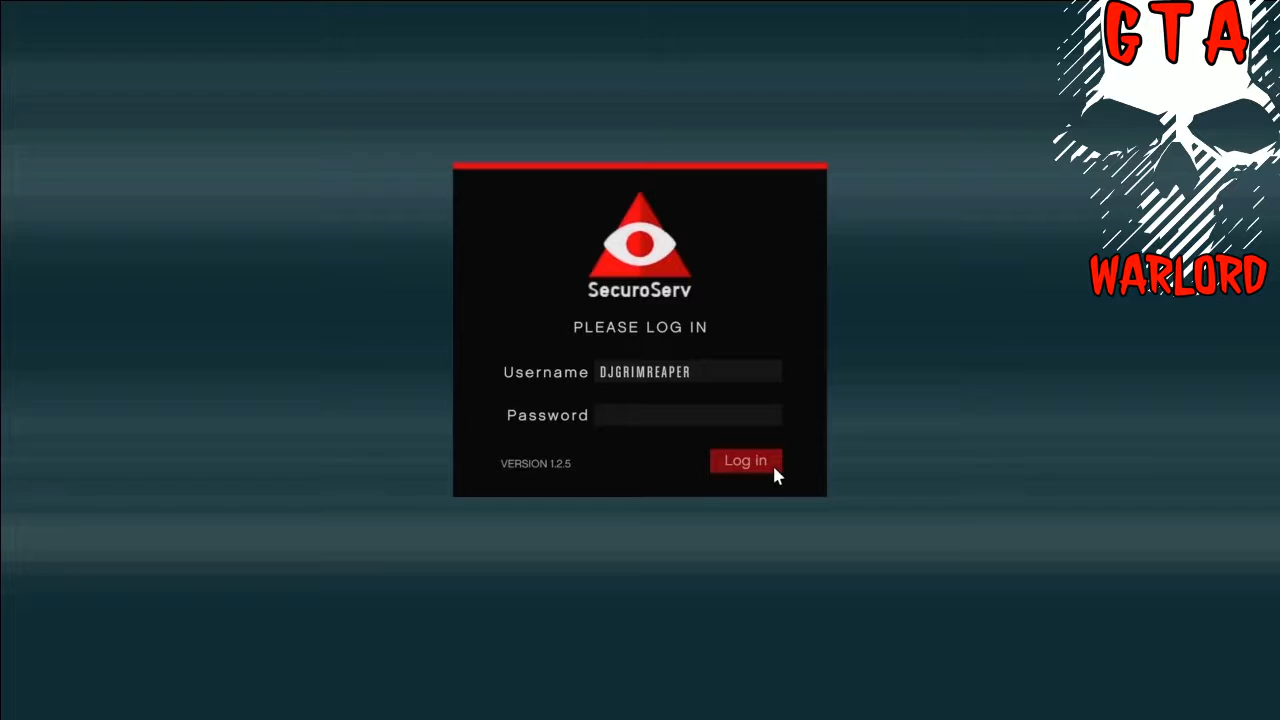 GTA
WARLORD
SecuroServ
PLEASE LOG IN
Username DJGRIMREAPER
Password
VERSION 1.2.5 Log in